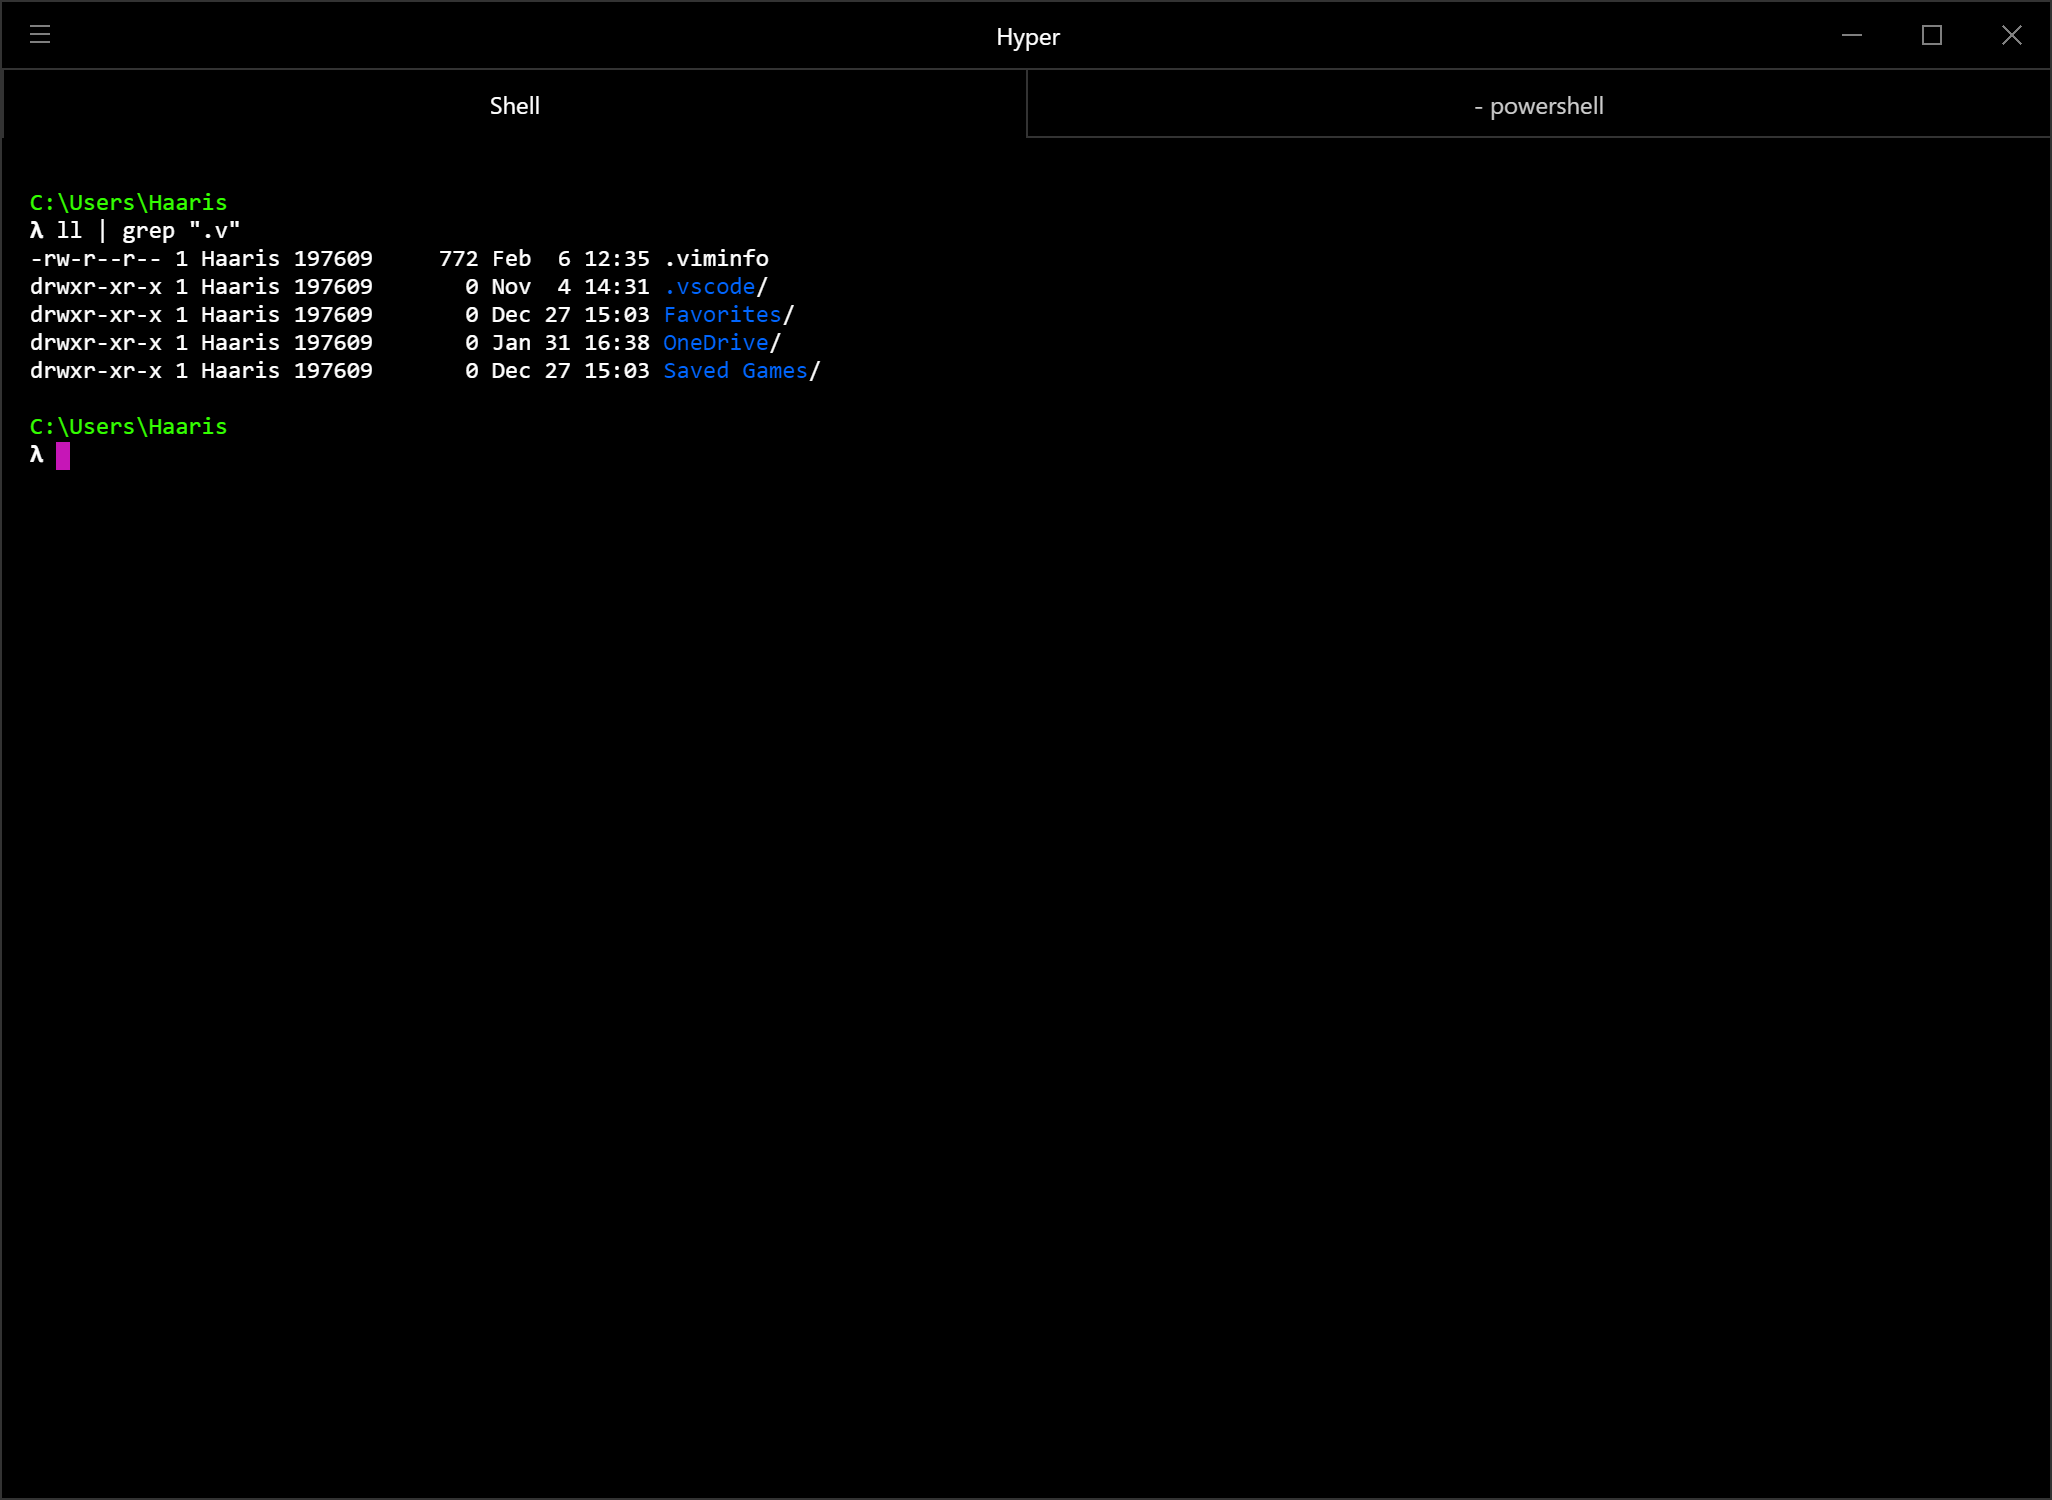 Hyper
Shell
- powershell
C:\Users\Haaris
λ ll | grep ".v"
-rw-r--r-- 1 Haaris 197609     772 Feb  6 12:35 .viminfo
drwxr-xr-x 1 Haaris 197609       0 Nov  4 14:31 .vscode/
drwxr-xr-x 1 Haaris 197609       0 Dec 27 15:03 Favorites/
drwxr-xr-x 1 Haaris 197609       0 Jan 31 16:38 OneDrive/
drwxr-xr-x 1 Haaris 197609       0 Dec 27 15:03 Saved Games/
C:\Users\Haaris
λ